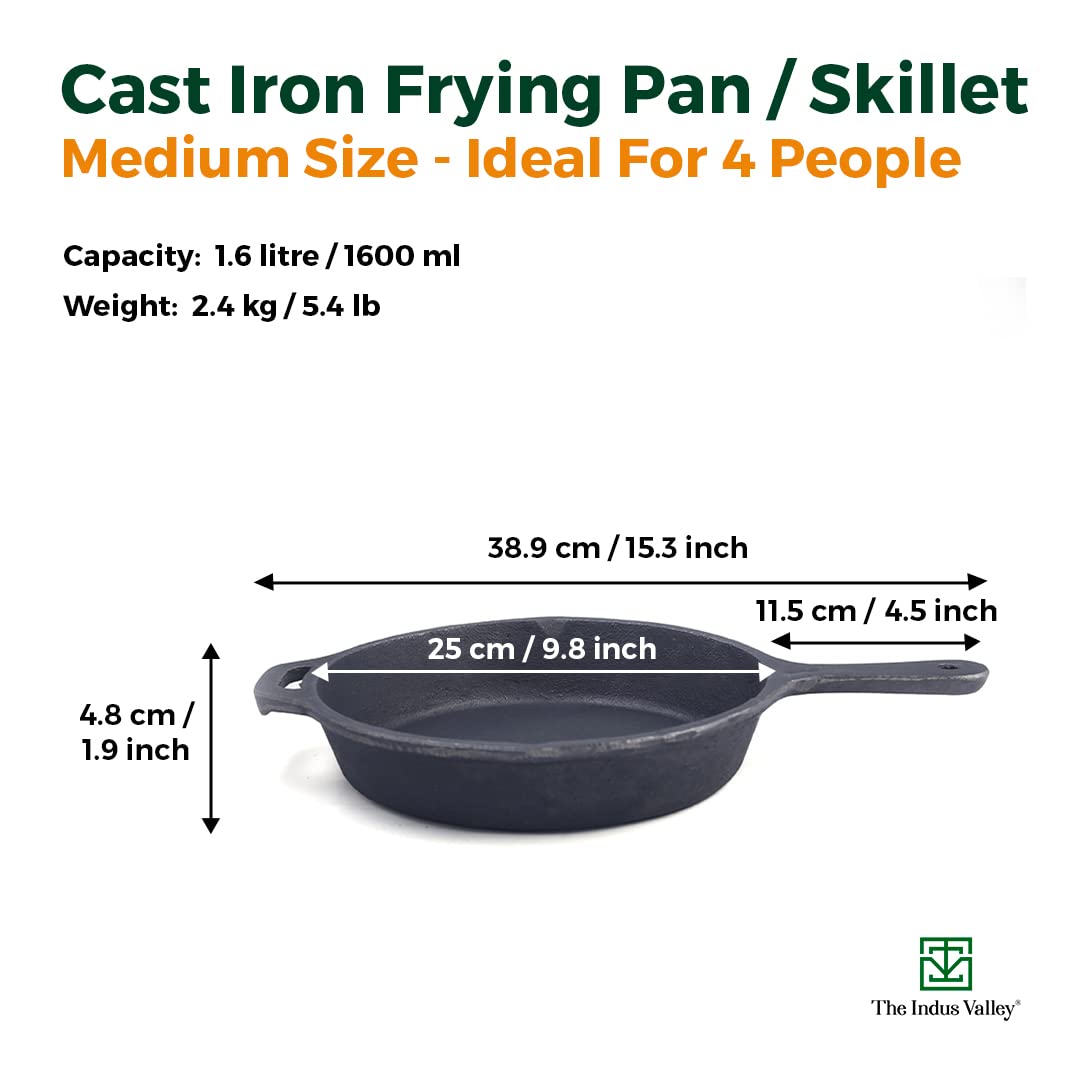 Cast Iron Frying Pan / Skillet
Medium Size - Ideal For 4 People
Capacity: 1.6 litre / 1600 ml
Weight: 2.4 kg / 5.4 lb
38.9 cm / 15.3 inch
11.5 cm / 4.5 inch
25 cm / 9.8 inch
4.8 cm /
1.9 inch
The Indus Valley®